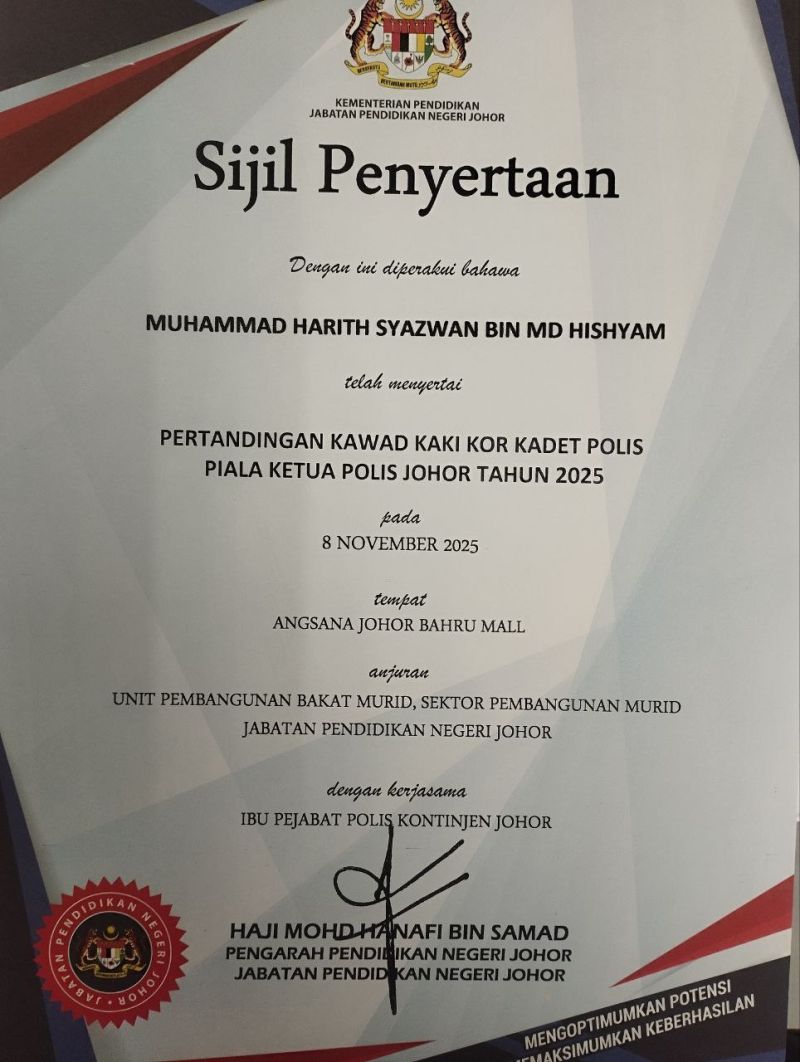 KEMENTERIAN PENDIDIKAN
JABATAN PENDIDIKAN NEGERI JOHOR
Sijil Penyertaan
Dengan ini diperakui bahawa
MUHAMMAD HARITH SYAZWAN BIN MD HISHYAM
telah menyertai
PERTANDINGAN KAWAD KAKI KOR KADET POLIS
PIALA KETUA POLIS JOHOR TAHUN 2025
pada
8 NOVEMBER 2025
tempat
ANGSANA JOHOR BAHRU MALL
anjuran
UNIT PEMBANGUNAN BAKAT MURID, SEKTOR PEMBANGUNAN MURID
JABATAN PENDIDIKAN NEGERI JOHOR
dengan kerjasama
IBU PEJABAT POLIS KONTINJEN JOHOR
HAJI MOHD HANAFI BIN SAMAD
PENGARAH PENDIDIKAN NEGERI JOHOR
JABATAN PENDIDIKAN NEGERI JOHOR
JABATAN PENDIDIKAN NEGERI JOHOR
MENGOPTIMUMKAN POTENSI
MEMAKSIMUMKAN KEBERHASILAN